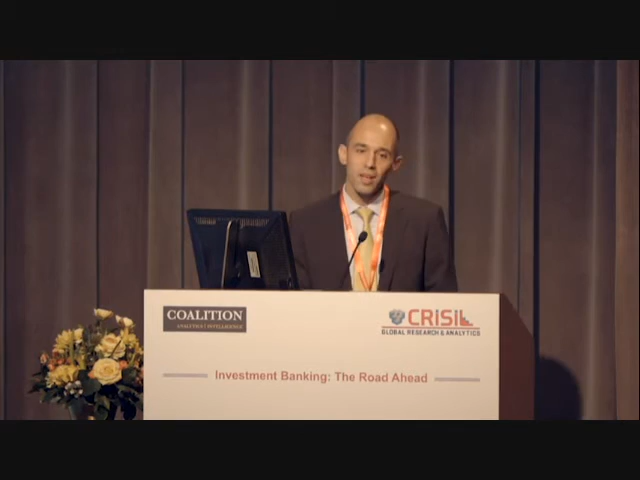 COALITION
ANALYTICS | INTELLIGENCE
CRISIL
GLOBAL RESEARCH & ANALYTICS
Investment Banking: The Road Ahead